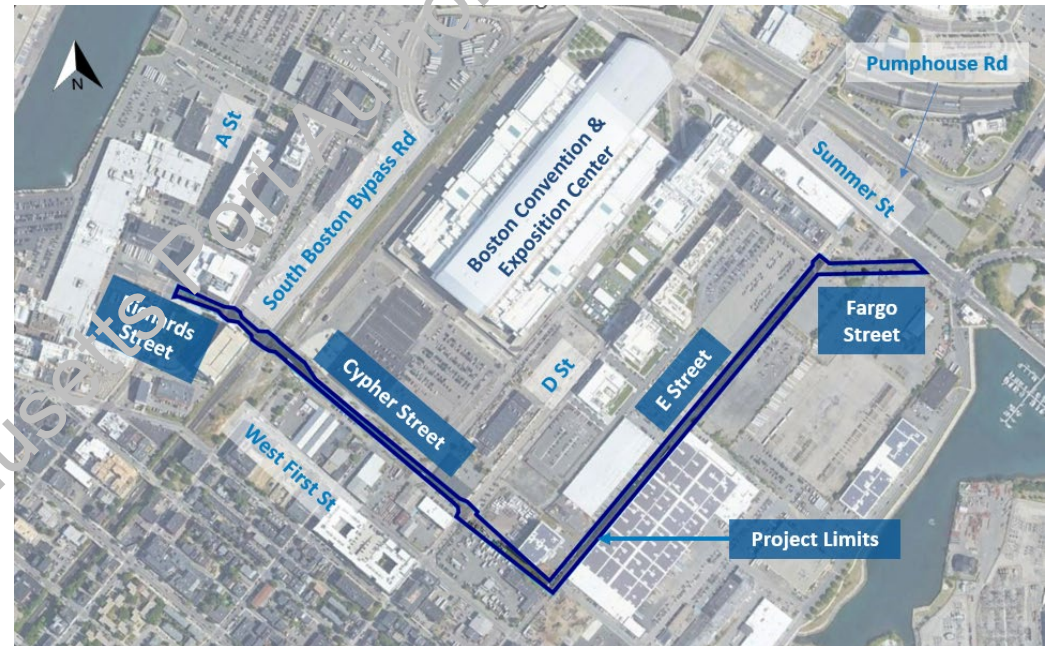 N
Pumphouse Rd
A St
South Boston Bypass Rd
Boston Convention &
Exposition Center
Summer St
Street
Cypher Street
D St
E Street
Fargo
Street
West First St
Project Limits